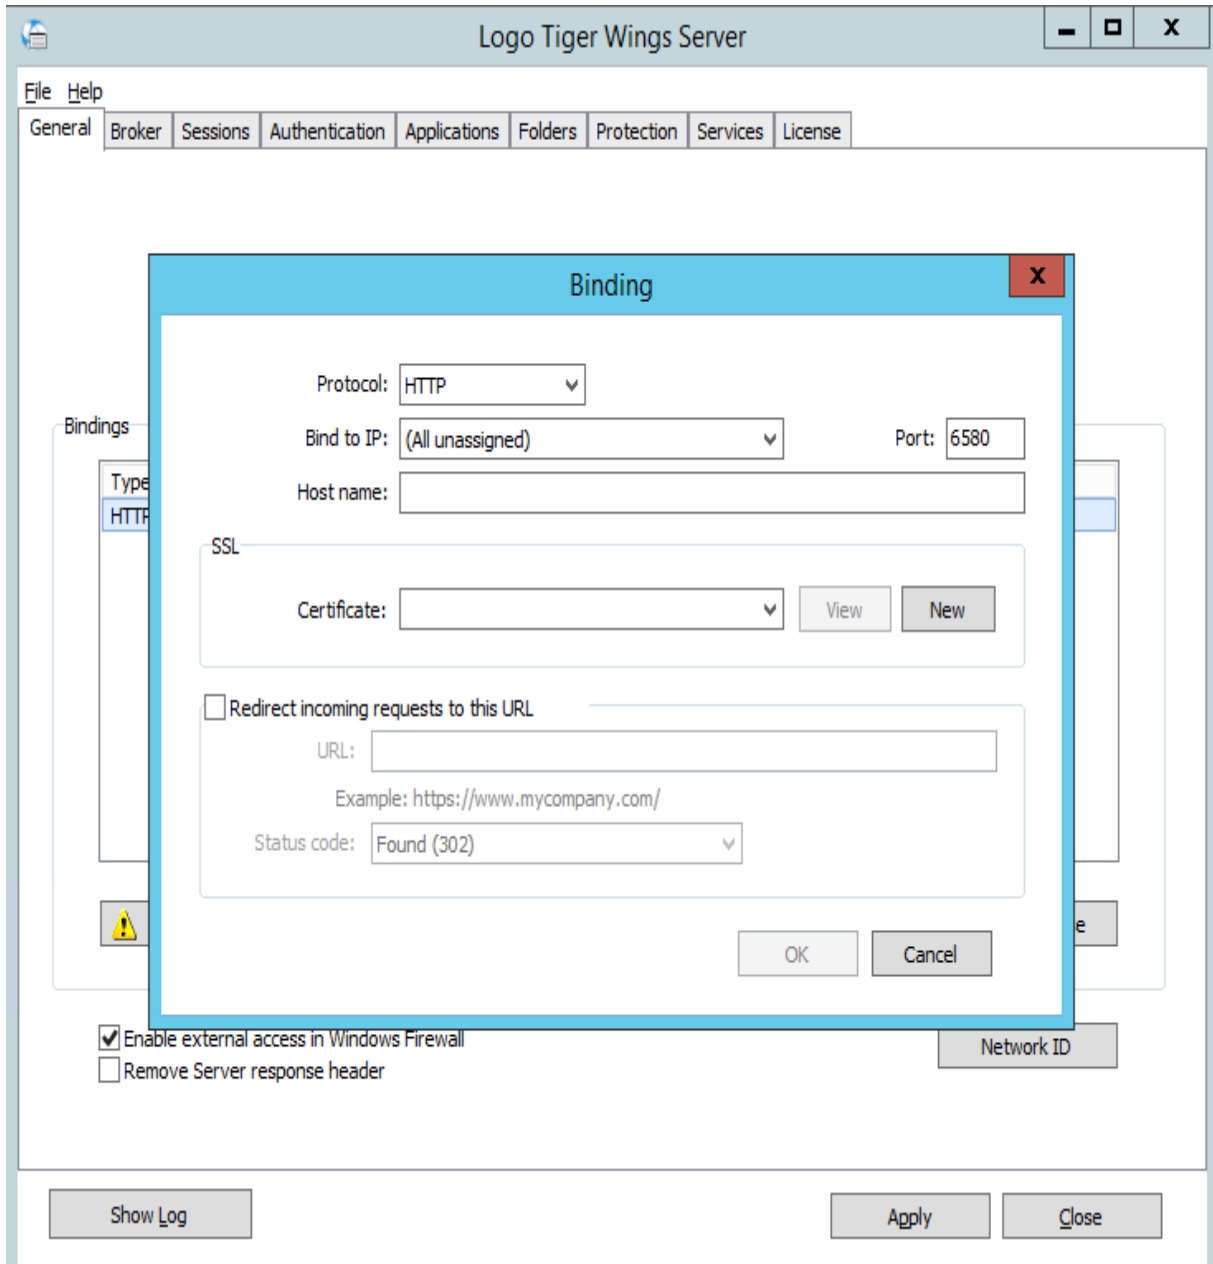 Logo Tiger Wings Server
File Help
General Broker Sessions Authentication Applications Folders Protection Services License
Binding
Protocol: HTTP
Bindings
Bind to IP: (All unassigned) Port: 6580
Type
Host name:
HTTP
SSL
Certificate: View New
Redirect incoming requests to this URL
URL:
Example: https://www.mycompany.com/
Status code: Found (302)
OK Cancel
Enable external access in Windows Firewall
Network ID
Remove Server response header
Show Log Apply Close